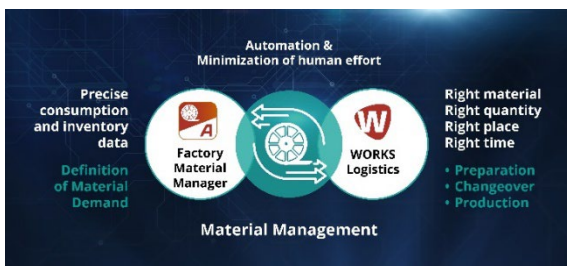 Automation &
Minimization of human effort
Precise
consumption
and inventory
data
Definition
of Material
Demand
A
Factory
Material
Manager
W
WORKS
Logistics
Right material
Right quantity
Right place
Right time
• Preparation
• Changeover
• Production
Material Management